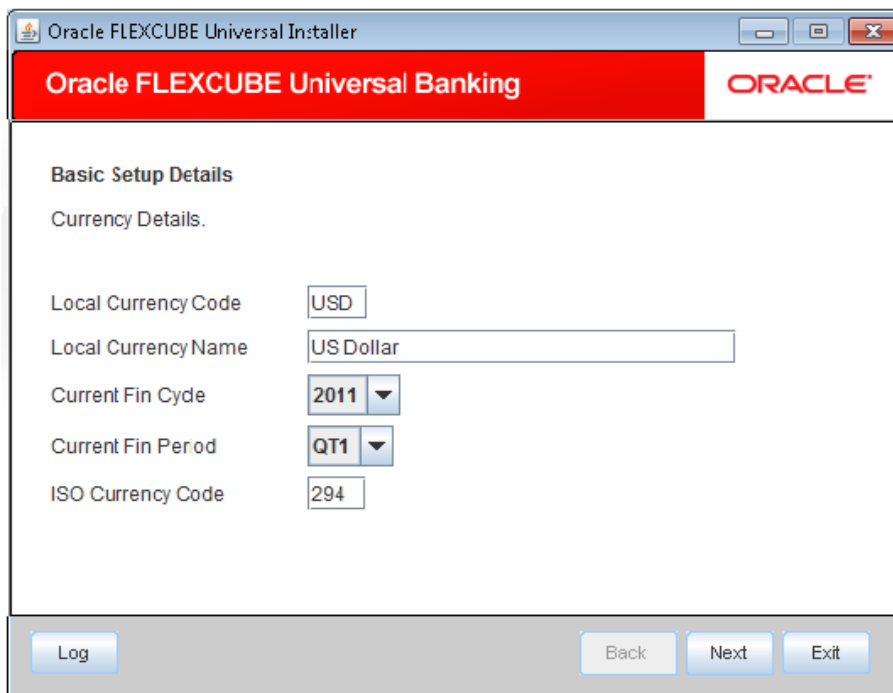 Oracle FLEXCUBE Universal Installer
Oracle FLEXCUBE Universal Banking ORACLE
Basic Setup Details
Currency Details.
Local Currency Code USD
Local Currency Name US Dollar
Current Fin Cycle 2011
Current Fin Period QT1
ISO Currency Code 294
Log Back Next Exit